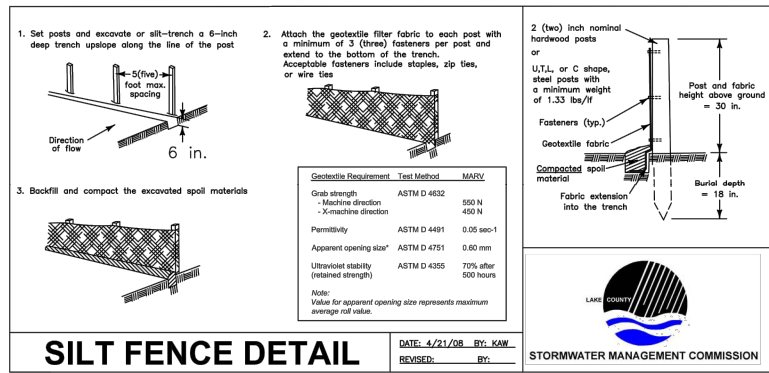 1. Set posts and excavate or slit-trench a 6-inch
deep trench upslope along the line of the post
5(five)
foot max.
spacing
Direction
of flow
6 in.
2. Attach the geotextile filter fabric to each post with
a minimum of 3 (three) fasteners per post and
extend to the bottom of the trench.
Acceptable fasteners include staples, zip ties,
or wire ties
3. Backfill and compact the excavated spoil materials
Geotextile Requirement Test Method MARV
Grab strength ASTM D 4632
- Machine direction 550 N
- X-machine direction 450 N
Permittivity ASTM D 4491 0.05 sec-1
Apparent opening size* ASTM D 4751 0.60 mm
Ultraviolet stability ASTM D 4355 70% after
(retained strength) 500 hours
Note:
Value for apparent opening size represents maximum
average roll value.
2 (two) inch nominal
hardwood posts
or
U,T,L, or C shape,
steel posts with
a minimum weight
of 1.33 lbs/lf
Fasteners (typ.)
Geotextile fabric
Compacted spoil
material
Fabric extension
into the trench
Post and fabric
height above ground
= 30 in.
Burial depth
= 18 in.
SILT FENCE DETAIL
DATE: 4/21/08 BY: KAW
REVISED: BY:
LAKE COUNTY
STORMWATER MANAGEMENT COMMISSION